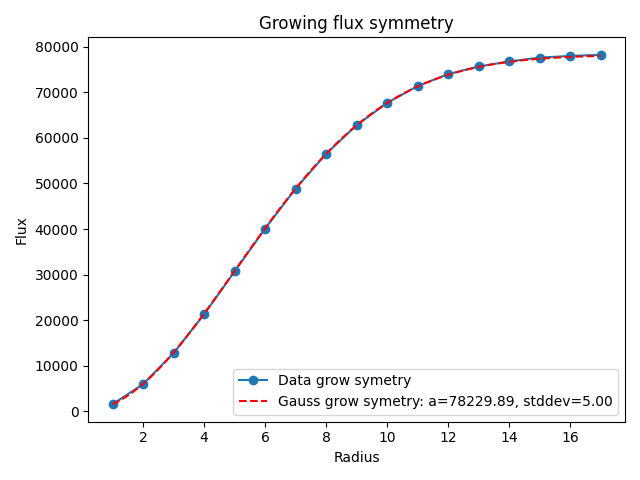 Growing flux symmetry
80000
70000
60000
50000
40000
30000
20000
10000
0
Flux
Data grow symetry
Gauss grow symetry: a=78229.89, stddev=5.00
2 4 6 8 10 12 14 16
Radius